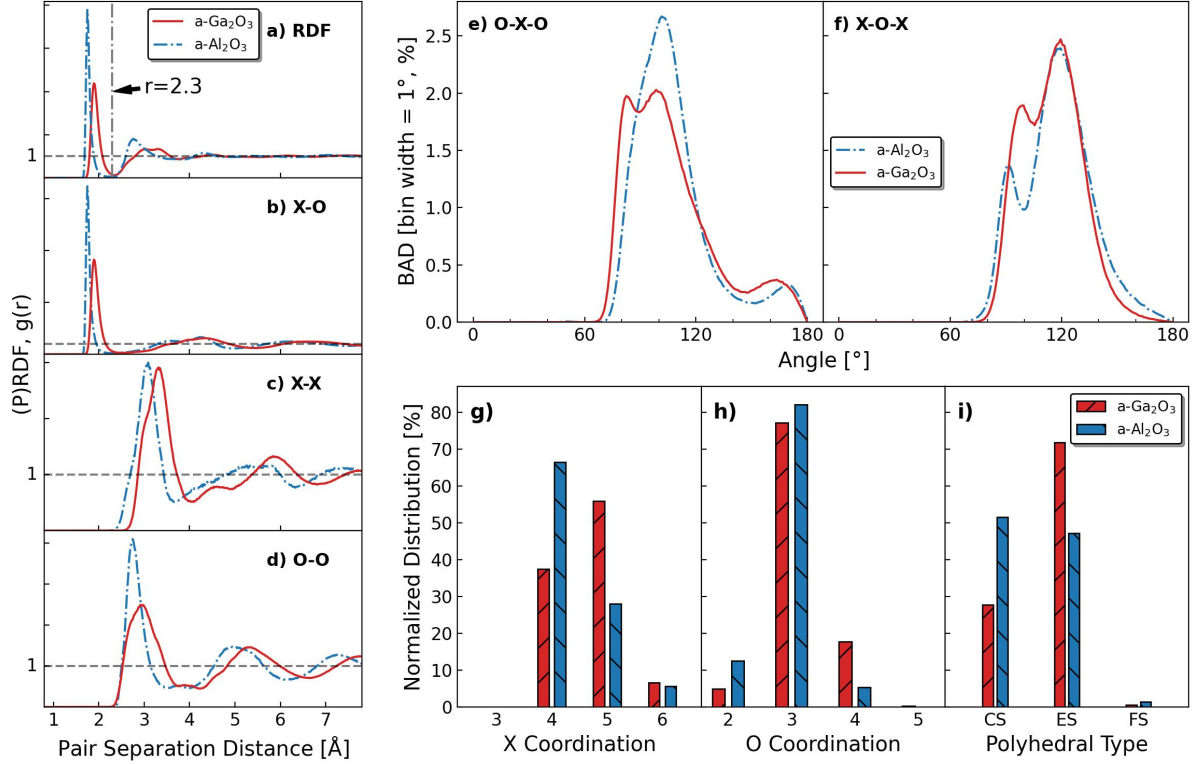 a-Ga₂O₃
a-Al₂O₃
a) RDF
r=2.3
1
b) X-O
c) X-X
1
d) O-O
1
1 2 3 4 5 6 7
Pair Separation Distance [Å]
(P)RDF, g(r)
e) O-X-O
f) X-O-X
a-Al₂O₃
a-Ga₂O₃
2.5
2.0
1.5
1.0
0.5
0.0
BAD [bin width = 1°, %]
0 60 120 180 0 60 120 180
Angle [°]
g)
h)
i)
a-Ga₂O₃
a-Al₂O₃
80
70
60
50
40
30
20
10
0
Normalized Distribution [%]
3 4 5 6 2 3 4 5 CS ES FS
X Coordination
O Coordination
Polyhedral Type